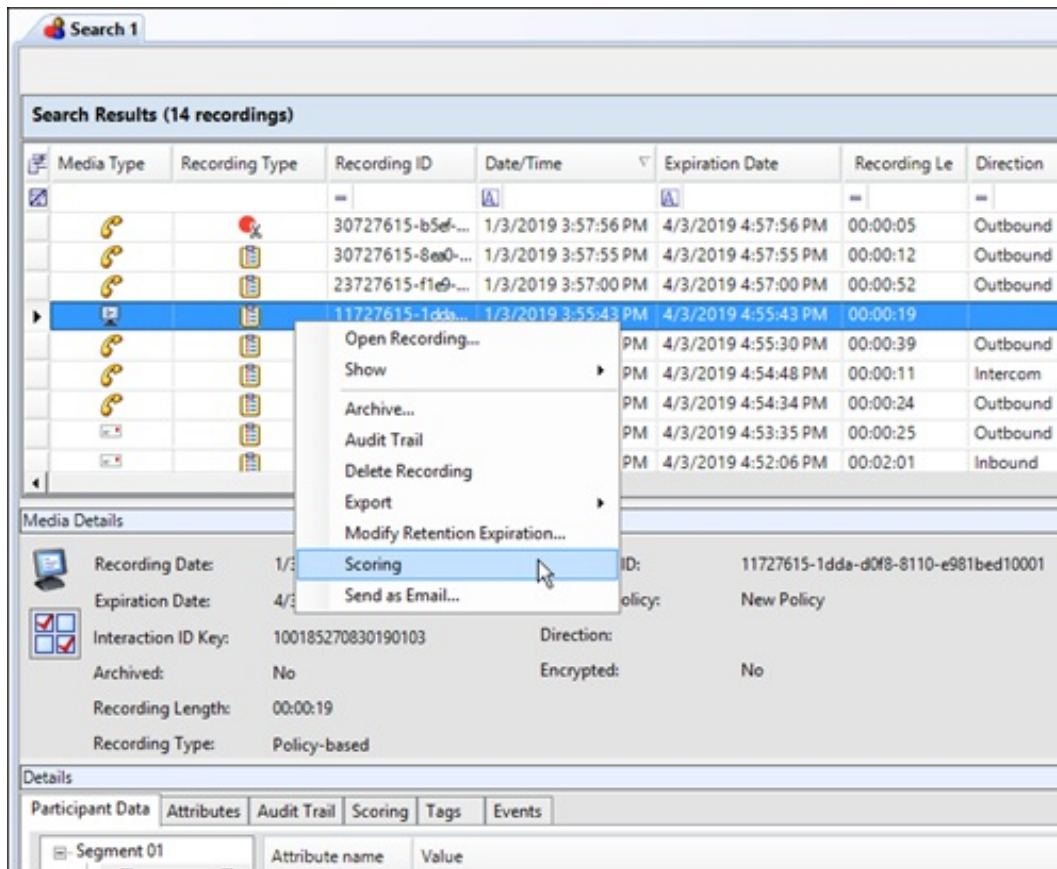 Search 1
Search Results (14 recordings)
Media Type Recording Type Recording ID Date/Time Expiration Date Recording Le Direction
= A A = =
30727615-b5ef-... 1/3/2019 3:57:56 PM 4/3/2019 4:57:56 PM 00:00:05 Outbound
30727615-8ea0-... 1/3/2019 3:57:55 PM 4/3/2019 4:57:55 PM 00:00:12 Outbound
23727615-f1e9-... 1/3/2019 3:57:00 PM 4/3/2019 4:57:00 PM 00:00:52 Outbound
11727615-1dda... 1/3/2019 3:55:43 PM 4/3/2019 4:55:43 PM 00:00:19
PM 4/3/2019 4:55:30 PM 00:00:39 Outbound
PM 4/3/2019 4:54:48 PM 00:00:11 Intercom
PM 4/3/2019 4:54:34 PM 00:00:24 Outbound
PM 4/3/2019 4:53:35 PM 00:00:25 Outbound
PM 4/3/2019 4:52:06 PM 00:02:01 Inbound
Open Recording...
Show
Archive...
Audit Trail
Delete Recording
Export
Modify Retention Expiration...
Scoring
Send as Email...
Media Details
Recording Date: 1/3 ID: 11727615-1dda-d0f8-8110-e981bed10001
Expiration Date: 4/3 olicy: New Policy
Interaction ID Key: 100185270830190103 Direction:
Archived: No Encrypted: No
Recording Length: 00:00:19
Recording Type: Policy-based
Details
Participant Data Attributes Audit Trail Scoring Tags Events
Segment 01 Attribute name Value